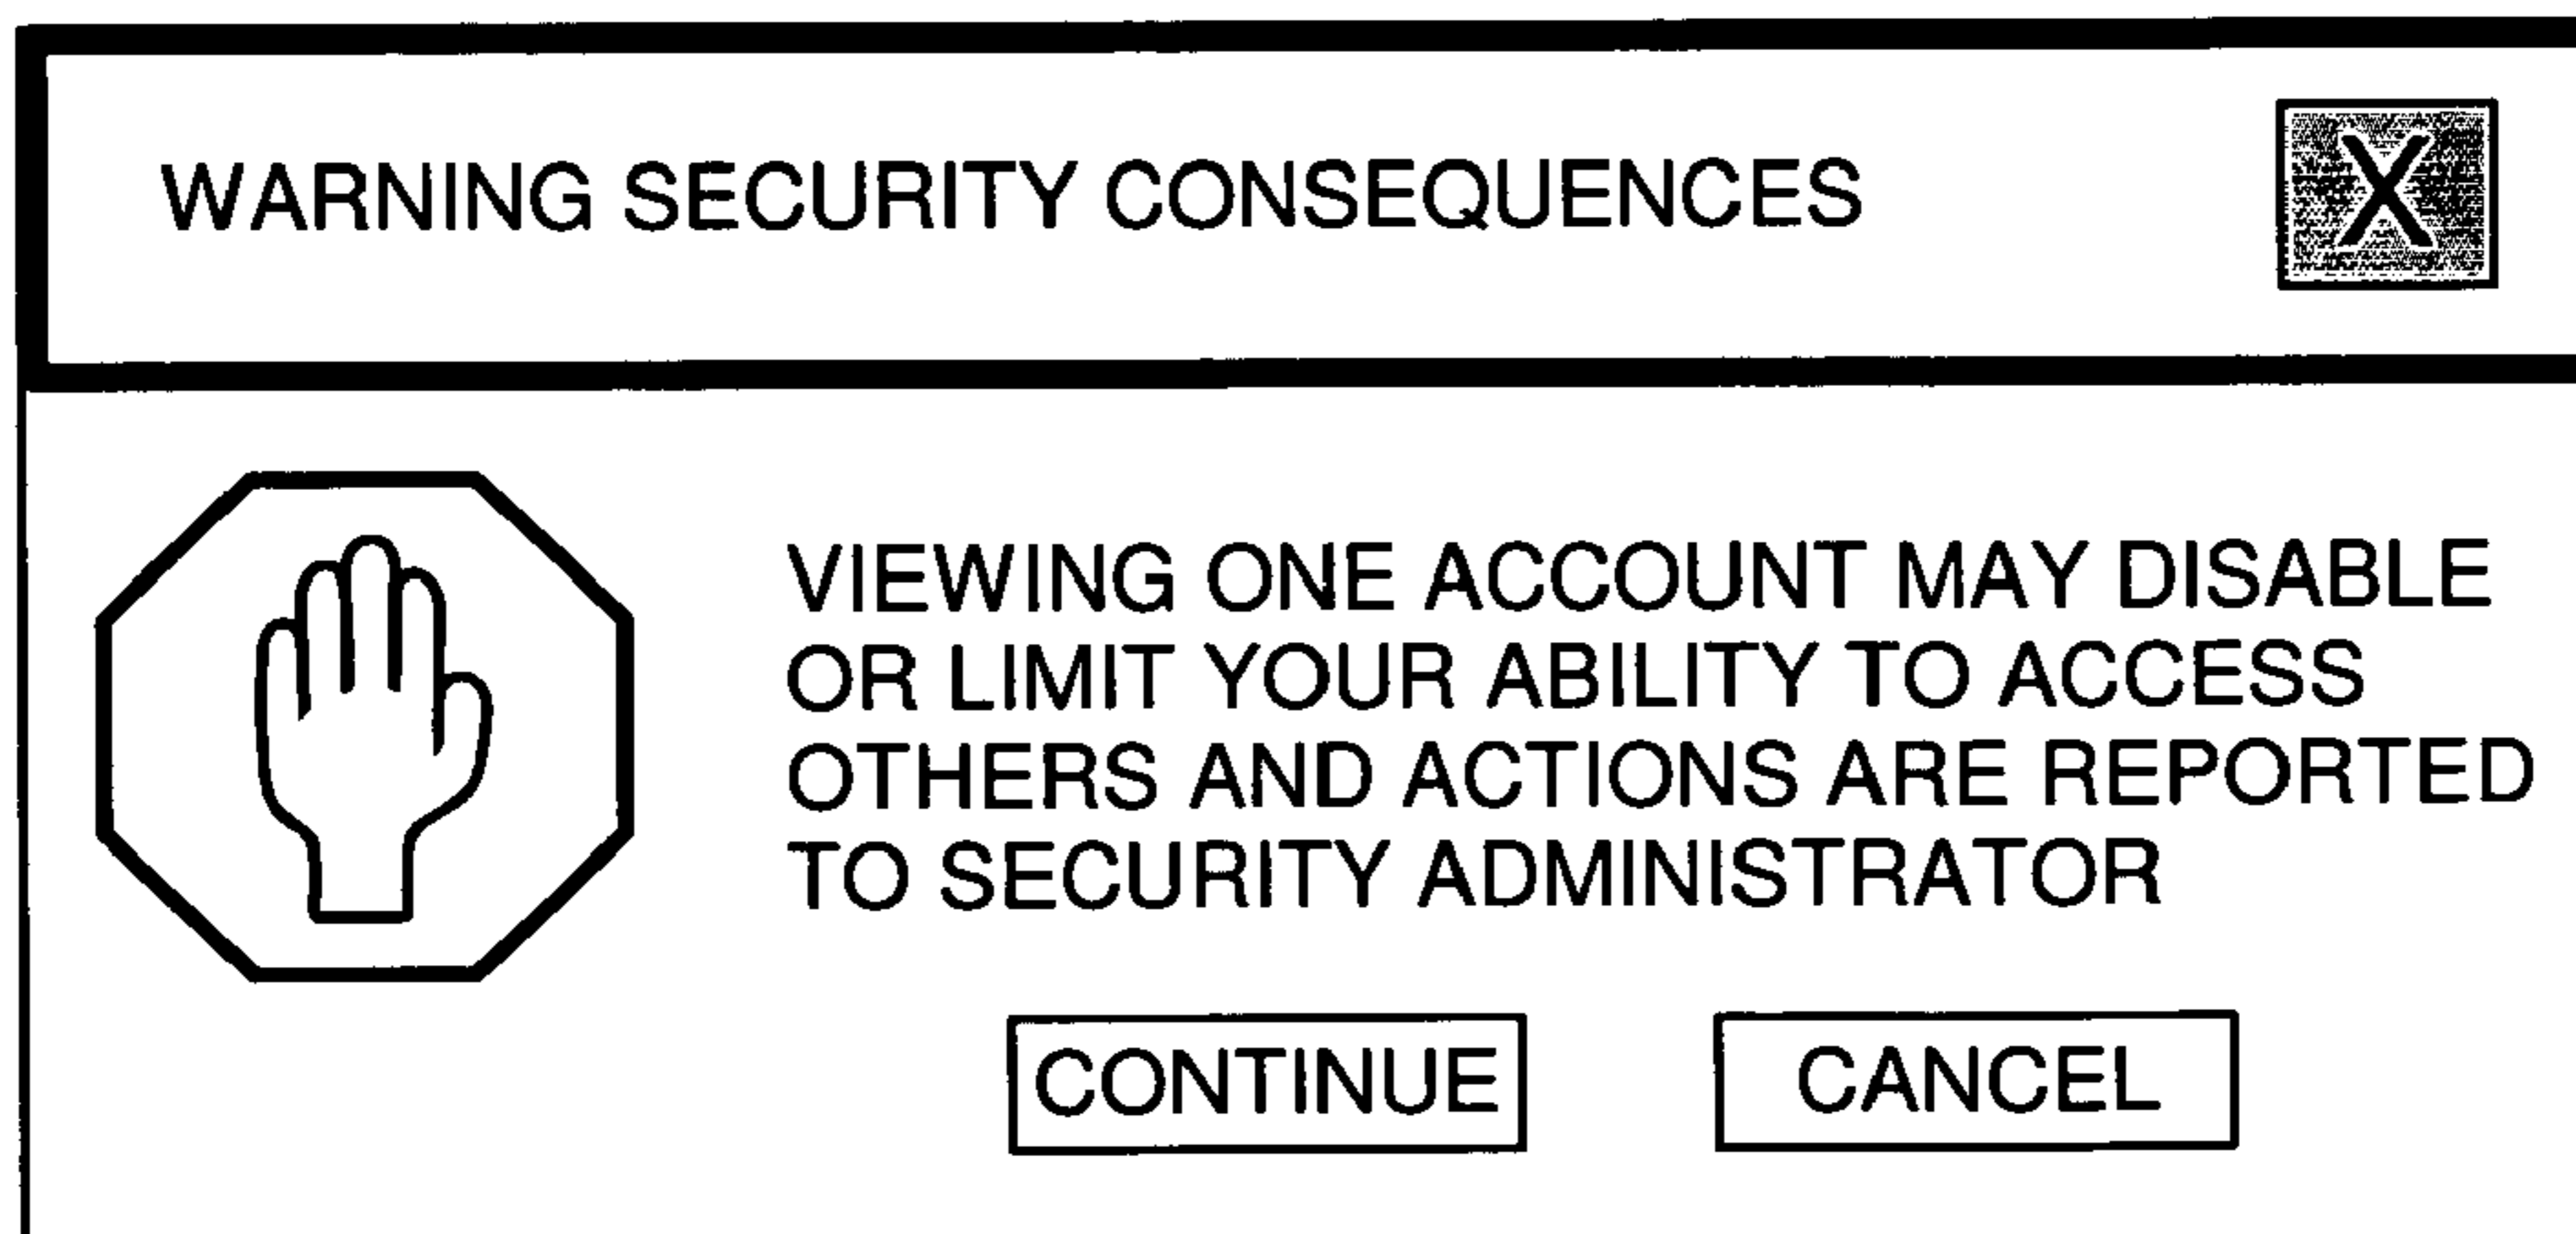 WARNING SECURITY CONSEQUENCES
X
VIEWING ONE ACCOUNT MAY DISABLE
OR LIMIT YOUR ABILITY TO ACCESS
OTHERS AND ACTIONS ARE REPORTED
TO SECURITY ADMINISTRATOR
CONTINUE CANCEL